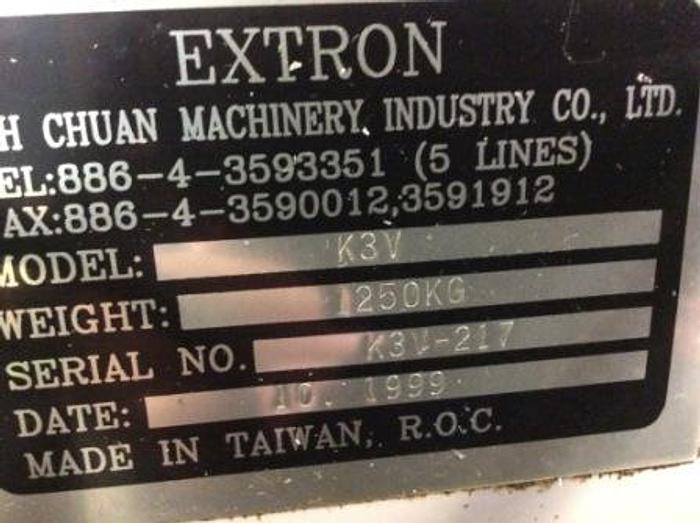 EXTRON
H CHUAN MACHINERY INDUSTRY CO., LTD.
EL:886-4-3593351 (5 LINES)
AX:886-4-3590012,3591912
MODEL: K3V
WEIGHT: 1250KG
SERIAL NO. K3V-217
DATE: 10. 1999
MADE IN TAIWAN, R.O.C.